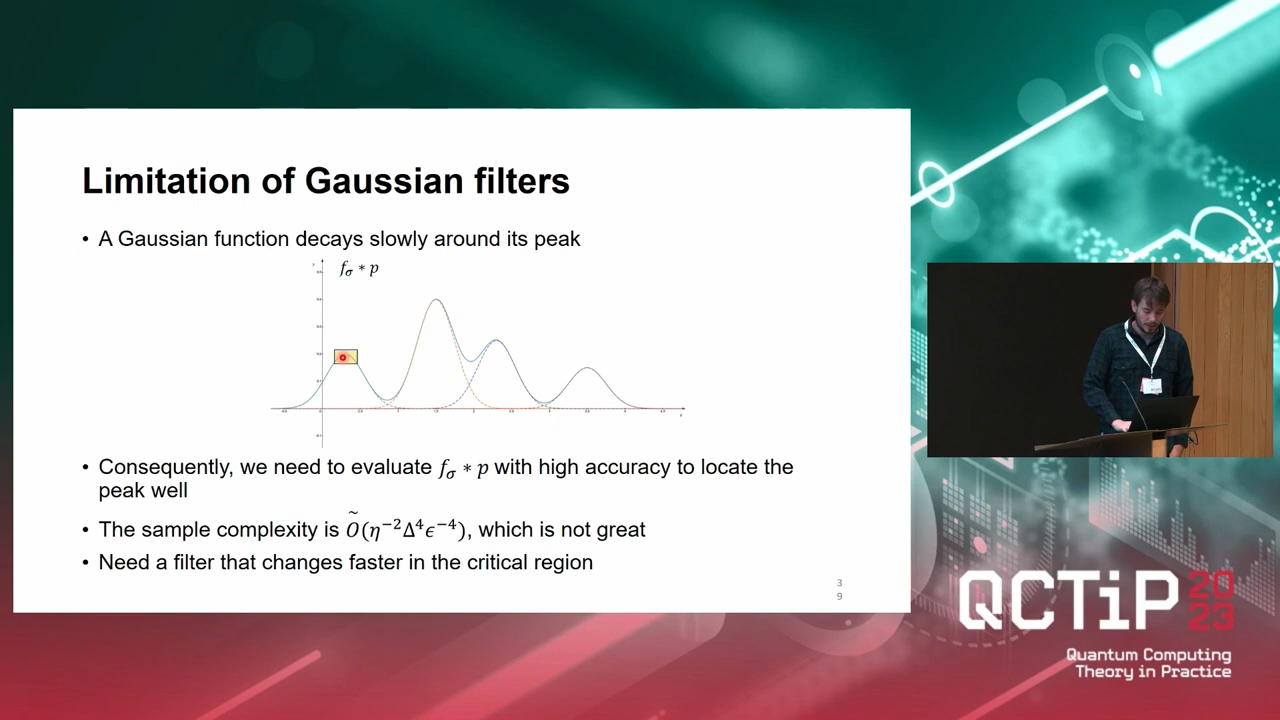 Limitation of Gaussian filters
• A Gaussian function decays slowly around its peak
f_σ * p
• Consequently, we need to evaluate f_σ * p with high accuracy to locate the
peak well
• The sample complexity is Õ(η⁻²Δ⁴ϵ⁻⁴), which is not great
• Need a filter that changes faster in the critical region
3
9
QCTiP 20
23
Quantum Computing
Theory in Practice